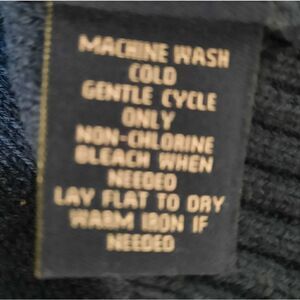 MACHINE WASH
COLD
GENTLE CYCLE
ONLY
NON-CHLORINE
BLEACH WHEN
NEEDED
LAY FLAT TO DRY
WARM IRON IF
NEEDED